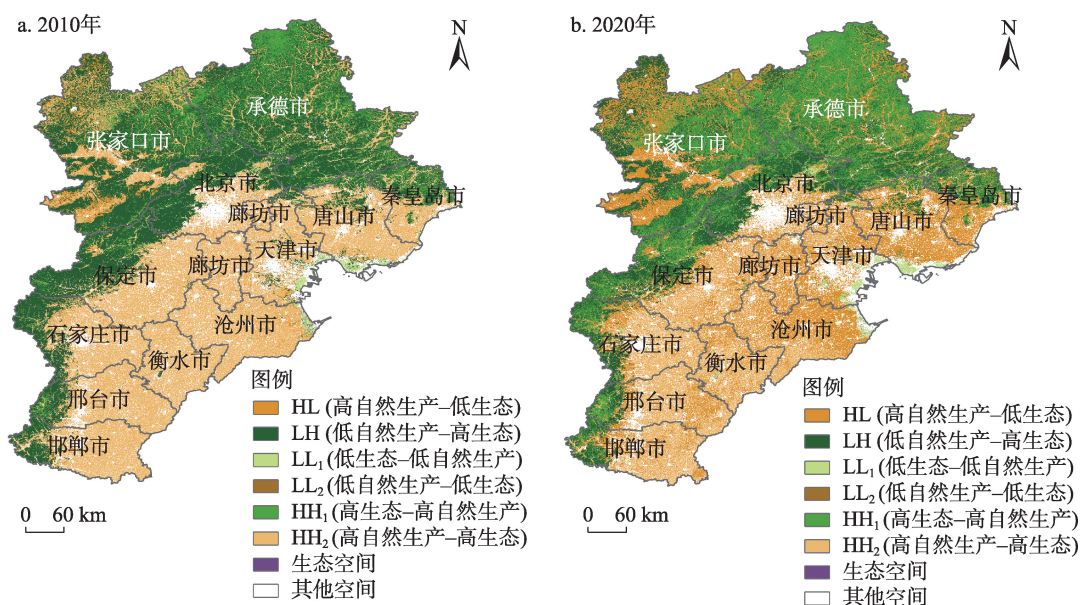 a. 2010年
N
承德市
张家口市
北京市
秦皇岛市
廊坊市
唐山市
天津市
廊坊市
保定市
沧州市
石家庄市
衡水市
邢台市
邯郸市
图例
HL (高自然生产–低生态)
LH (低自然生产–高生态)
LL₁ (低生态–低自然生产)
LL₂ (低自然生产–低生态)
HH₁ (高生态–高自然生产)
HH₂ (高自然生产–高生态)
生态空间
其他空间
0 60 km
b. 2020年
N
承德市
张家口市
北京市
秦皇岛市
廊坊市
唐山市
天津市
廊坊市
保定市
沧州市
石家庄市
衡水市
邢台市
邯郸市
图例
HL (高自然生产–低生态)
LH (低自然生产–高生态)
LL₁ (低生态–低自然生产)
LL₂ (低自然生产–低生态)
HH₁ (高生态–高自然生产)
HH₂ (高自然生产–高生态)
生态空间
其他空间
0 60 km